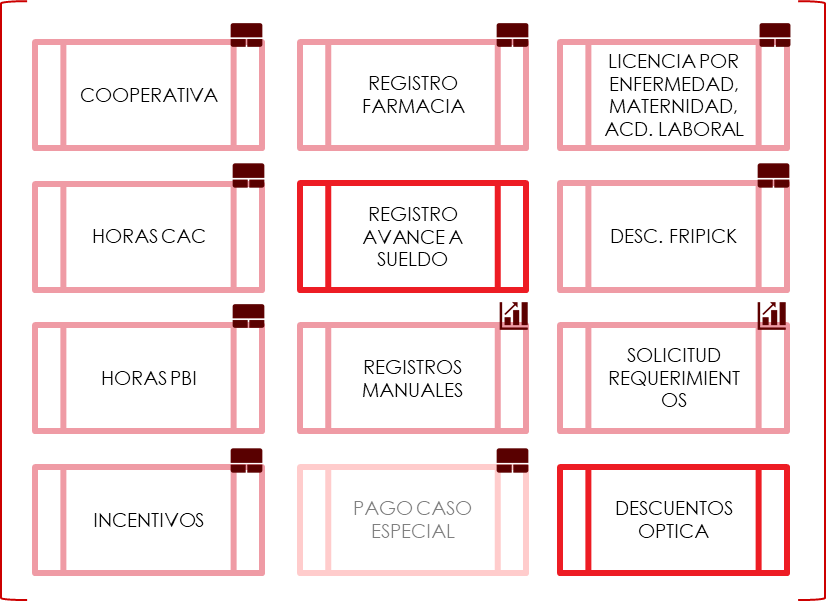 COOPERATIVA
REGISTRO
FARMACIA
LICENCIA POR
ENFERMEDAD,
MATERNIDAD,
ACD. LABORAL
HORAS CAC
REGISTRO
AVANCE A
SUELDO
DESC. FRIPICK
HORAS PBI
REGISTROS
MANUALES
SOLICITUD
REQUERIMIENT
OS
INCENTIVOS
PAGO CASO
ESPECIAL
DESCUENTOS
OPTICA